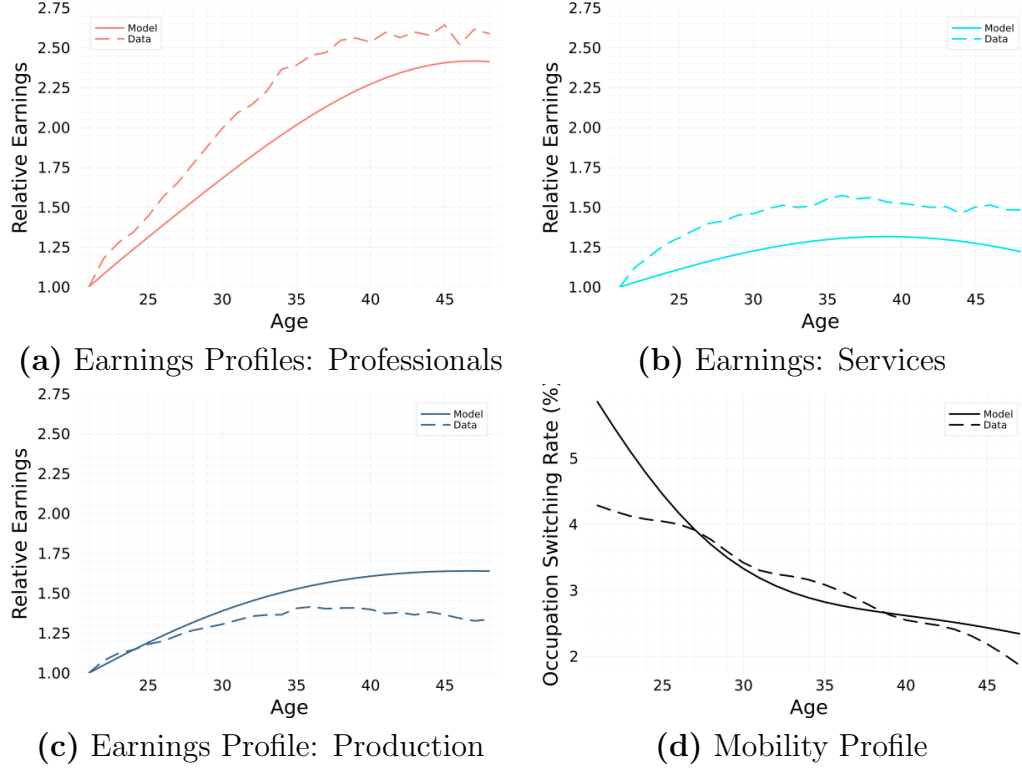 2.75
2.50
2.25
2.00
1.75
1.50
1.25
1.00
Relative Earnings
Model
Data
25 30 35 40 45
Age
(a) Earnings Profiles: Professionals
2.75
2.50
2.25
2.00
1.75
1.50
1.25
1.00
Relative Earnings
Model
Data
25 30 35 40 45
Age
(b) Earnings: Services
2.75
2.50
2.25
2.00
1.75
1.50
1.25
1.00
Relative Earnings
Model
Data
25 30 35 40 45
Age
(c) Earnings Profile: Production
5
4
3
2
Occupation Switching Rate (%)
Model
Data
25 30 35 40 45
Age
(d) Mobility Profile